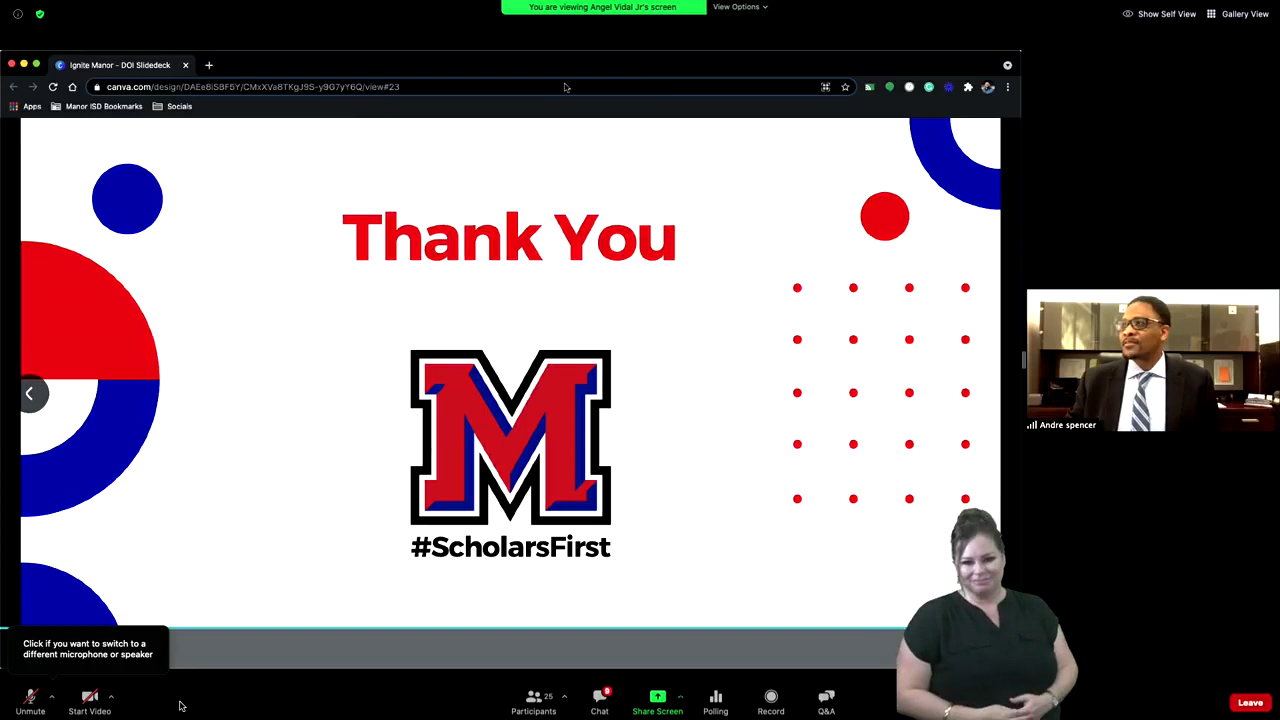 You are viewing Angel Vidal Jr's screen
View Options
Show Self View
Gallery View
Ignite Manor - DOI Slidedeck
canva.com/design/DAEe8iSBF5Y/CMxXVa8TKgJ9S-y9G7yY6Q/view#23
Apps
Manor ISD Bookmarks
Socials
Thank You
M
#ScholarsFirst
Andre spencer
Click if you want to switch to a
different microphone or speaker
Unmute
Start Video
25
Participants
9
Chat
Share Screen
Polling
Record
Q&A
Leave